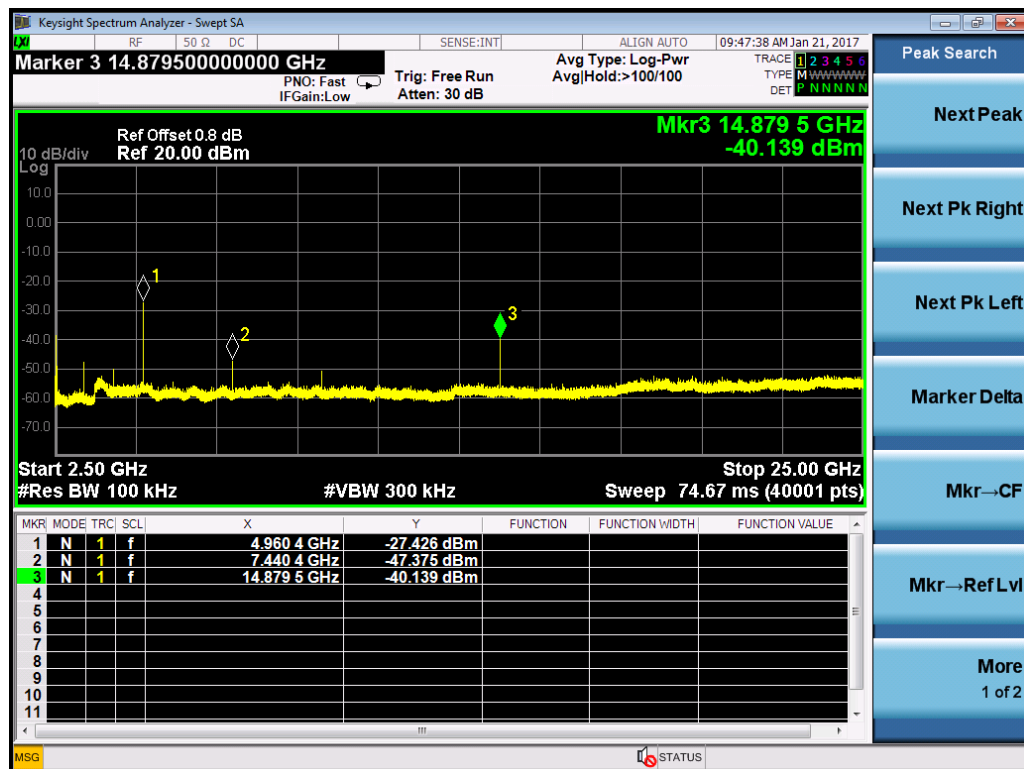 Keysight Spectrum Analyzer - Swept SA
LXI RF 50 Ω DC SENSE:INT ALIGN AUTO 09:47:38 AM Jan 21, 2017
Marker 3 14.879500000000 GHz
PNO: Fast
IFGain:Low
Trig: Free Run
Atten: 30 dB
Avg Type: Log-Pwr
Avg|Hold:>100/100
TRACE 1 2 3 4 5 6
TYPE M W W W W W
DET P N N N N N
Peak Search
Mkr3 14.879 5 GHz
-40.139 dBm
Ref Offset 0.8 dB
10 dB/div Ref 20.00 dBm
Log
10.0
0.00
-10.0
-20.0
-30.0
-40.0
-50.0
-60.0
-70.0
1
2
3
Start 2.50 GHz Stop 25.00 GHz
#Res BW 100 kHz #VBW 300 kHz Sweep 74.67 ms (40001 pts)
MKR MODE TRC SCL X Y FUNCTION FUNCTION WIDTH FUNCTION VALUE
1 N 1 f 4.960 4 GHz -27.426 dBm
2 N 1 f 7.440 4 GHz -47.375 dBm
3 N 1 f 14.879 5 GHz -40.139 dBm
4
5
6
7
8
9
10
11
Next Peak
Next Pk Right
Next Pk Left
Marker Delta
Mkr→CF
Mkr→Ref Lvl
More
1 of 2
MSG STATUS